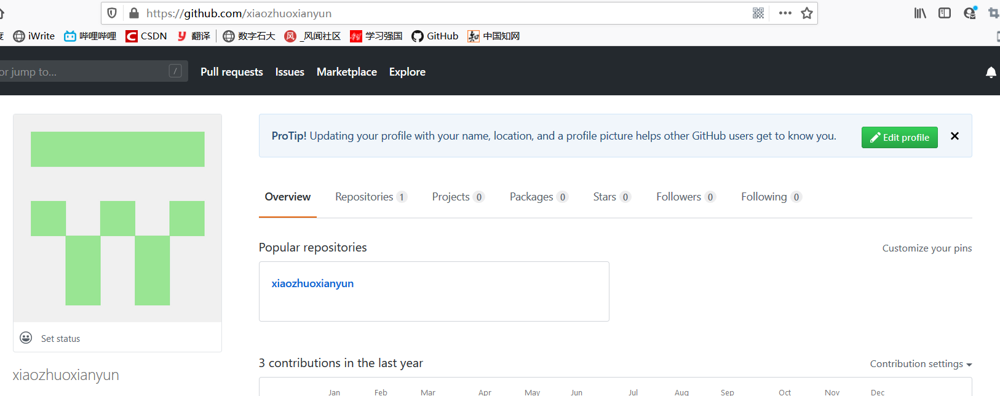 https://github.com/xiaozhuoxianyun
iWrite 哔哩哔哩 CSDN 翻译 数字石大 _风闻社区 学习强国 GitHub 中国知网
or jump to... / Pull requests Issues Marketplace Explore
ProTip! Updating your profile with your name, location, and a profile picture helps other GitHub users get to know you. Edit profile
Overview Repositories 1 Projects 0 Packages 0 Stars 0 Followers 0 Following 0
Popular repositories Customize your pins
xiaozhuoxianyun
Set status
xiaozhuoxianyun
3 contributions in the last year Contribution settings
Jan Feb Mar Apr May Jun Jul Aug Sep Oct Nov Dec